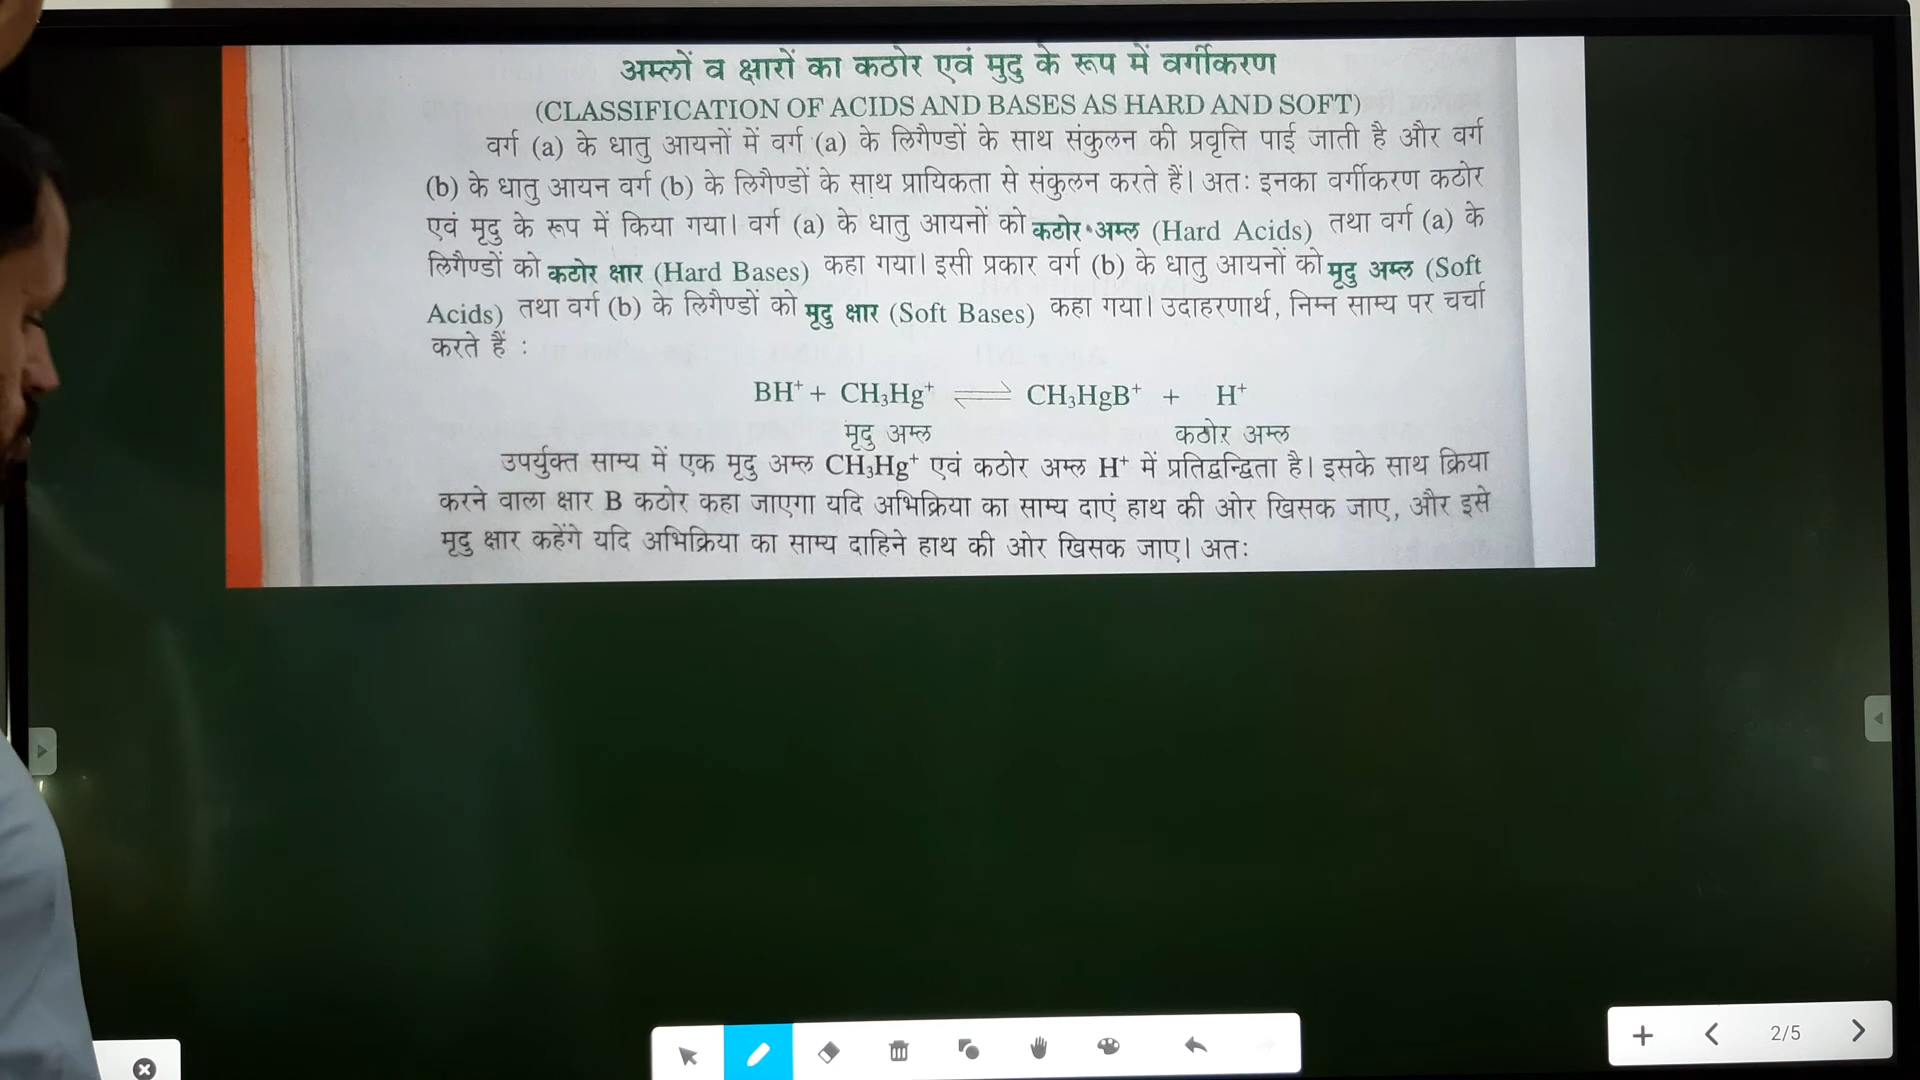 अम्लों व क्षारों का कठोर एवं मुदु के रूप में वर्गीकरण
(CLASSIFICATION OF ACIDS AND BASES AS HARD AND SOFT)
वर्ग (a) के धातु आयनों में वर्ग (a) के लिगैण्डों के साथ संकुलन की प्रवृत्ति पाई जाती है और वर्ग
(b) के धातु आयन वर्ग (b) के लिगैण्डों के साथ प्रायिकता से संकुलन करते हैं। अतः इनका वर्गीकरण कठोर
एवं मृदु के रूप में किया गया। वर्ग (a) के धातु आयनों को कठोर अम्ल (Hard Acids) तथा वर्ग (a) के
लिगैण्डों को कठोर क्षार (Hard Bases) कहा गया। इसी प्रकार वर्ग (b) के धातु आयनों को मृदु अम्ल (Soft
Acids) तथा वर्ग (b) के लिगैण्डों को मृदु क्षार (Soft Bases) कहा गया। उदाहरणार्थ, निम्न साम्य पर चर्चा
करते हैं :
BH⁺ + CH₃Hg⁺ ⇌ CH₃HgB⁺ + H⁺
मृदु अम्ल कठोर अम्ल
उपर्युक्त साम्य में एक मृदु अम्ल CH₃Hg⁺ एवं कठोर अम्ल H⁺ में प्रतिद्वन्द्विता है। इसके साथ क्रिया
करने वाला क्षार B कठोर कहा जाएगा यदि अभिक्रिया का साम्य दाएं हाथ की ओर खिसक जाए, और इसे
मृदु क्षार कहेंगे यदि अभिक्रिया का साम्य दाहिने हाथ की ओर खिसक जाए। अतः
2/5